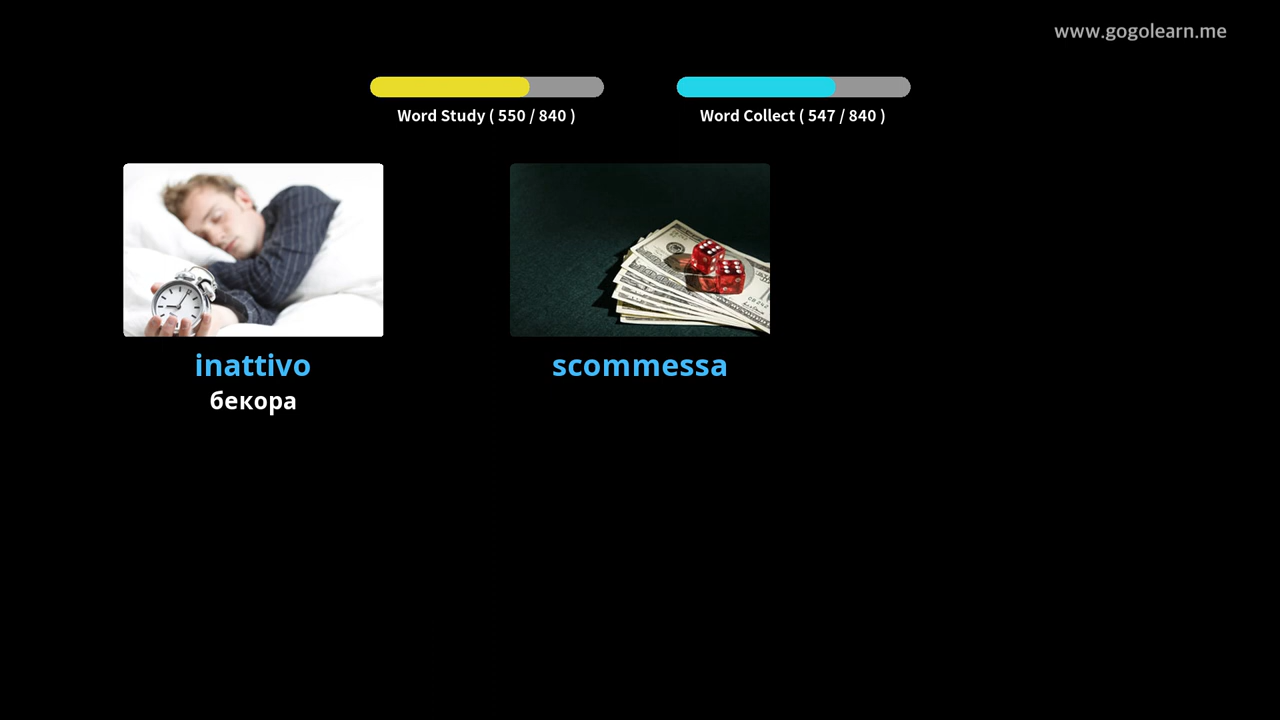 www.gogolearn.me
Word Study ( 550 / 840 )
Word Collect ( 547 / 840 )
inattivo
scommessa
бекора